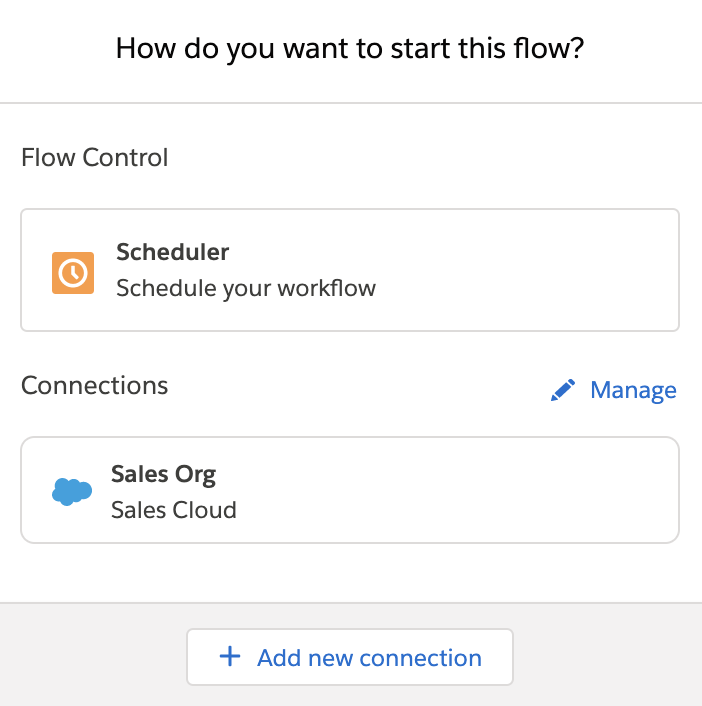 How do you want to start this flow?
Flow Control
Scheduler
Schedule your workflow
Connections
Manage
Sales Org
Sales Cloud
+ Add new connection